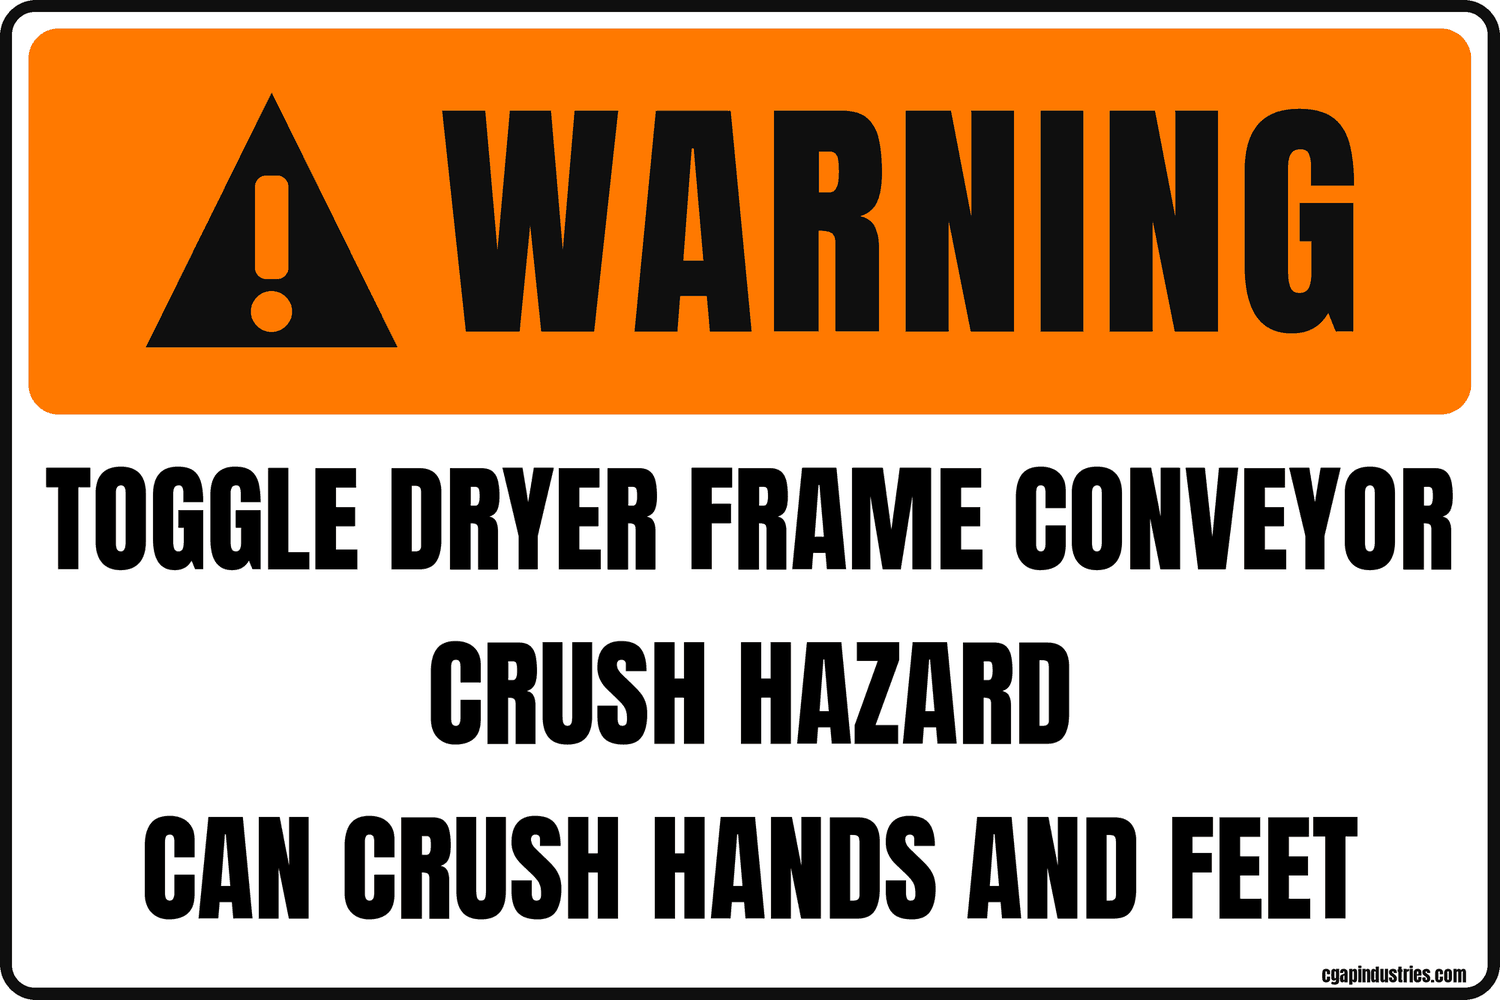 WARNING
TOGGLE DRYER FRAME CONVEYOR
CRUSH HAZARD
CAN CRUSH HANDS AND FEET
cgapindustries.com